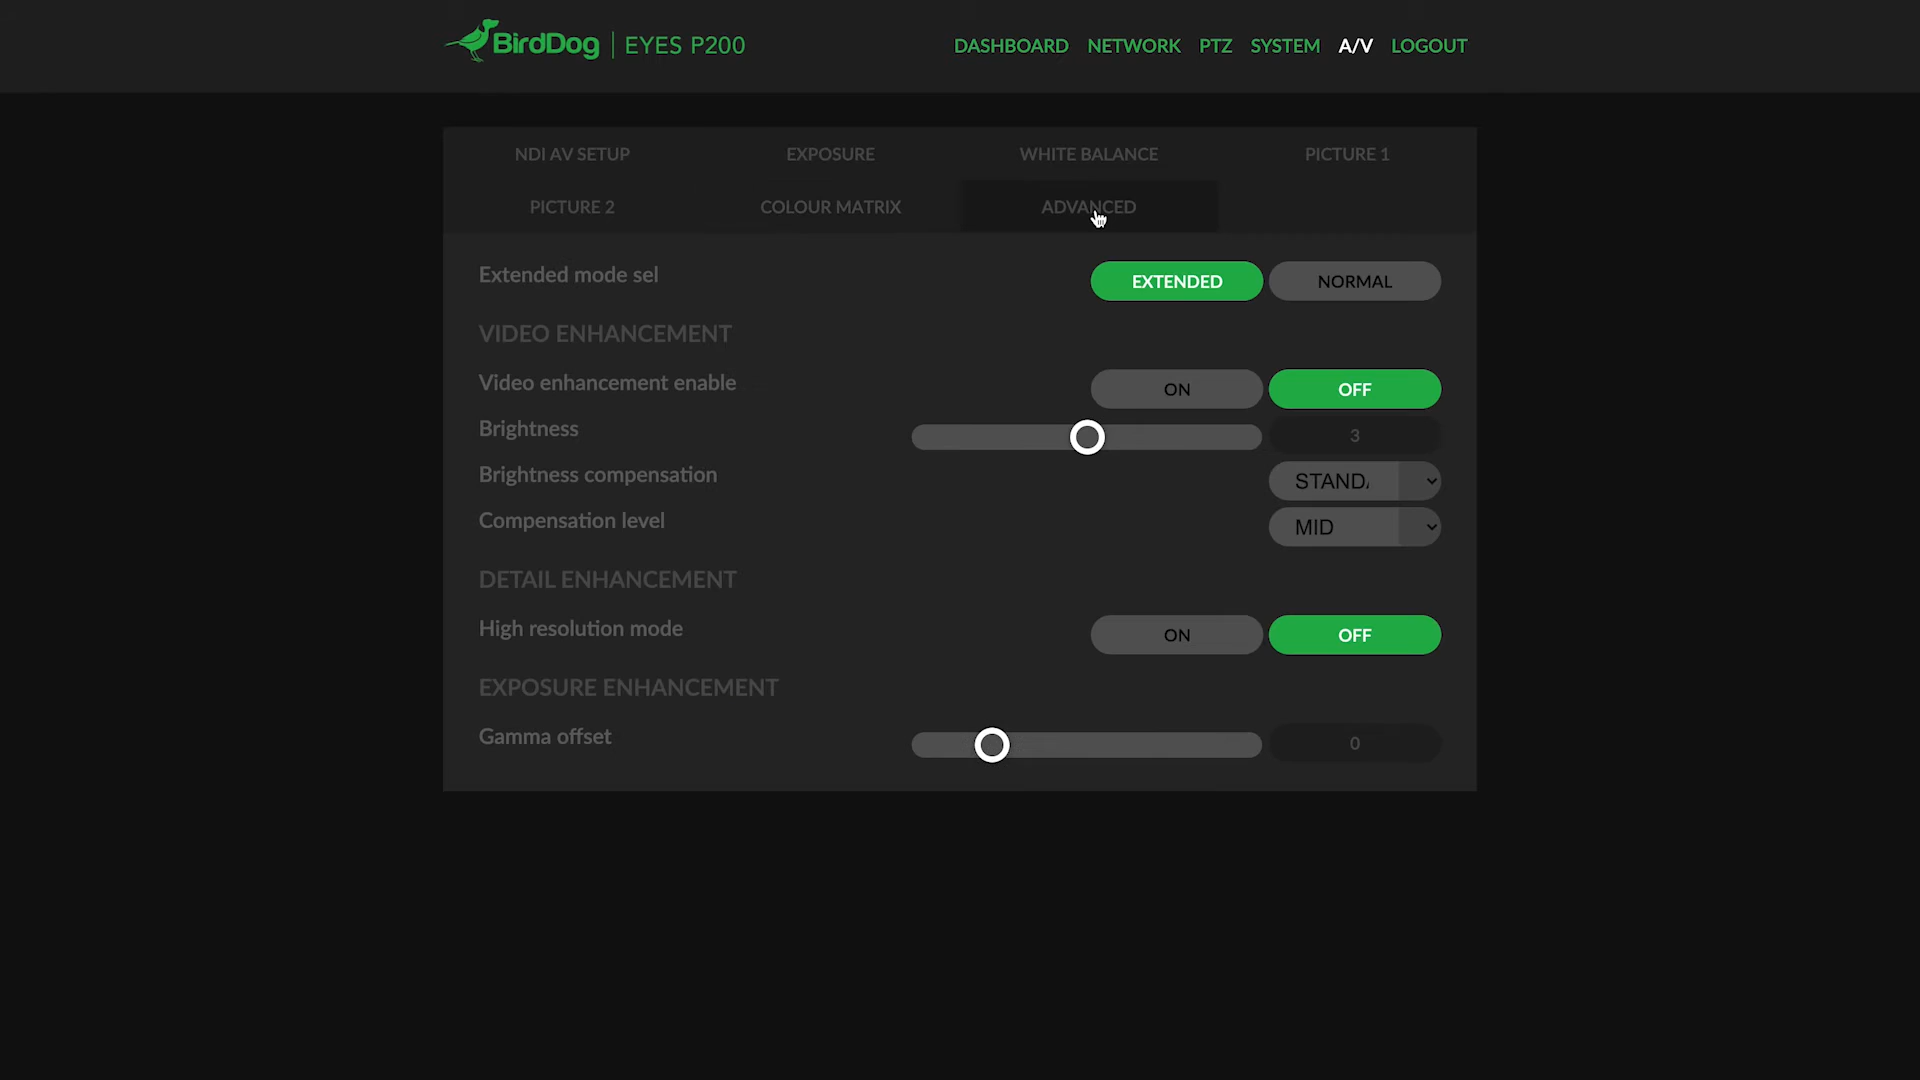 BirdDog | EYES P200
DASHBOARD NETWORK PTZ SYSTEM A/V LOGOUT
NDI AV SETUP EXPOSURE WHITE BALANCE PICTURE 1
PICTURE 2 COLOUR MATRIX ADVANCED
Extended mode sel EXTENDED NORMAL
VIDEO ENHANCEMENT
Video enhancement enable ON OFF
Brightness 3
Brightness compensation STANDA
Compensation level MID
DETAIL ENHANCEMENT
High resolution mode ON OFF
EXPOSURE ENHANCEMENT
Gamma offset 0